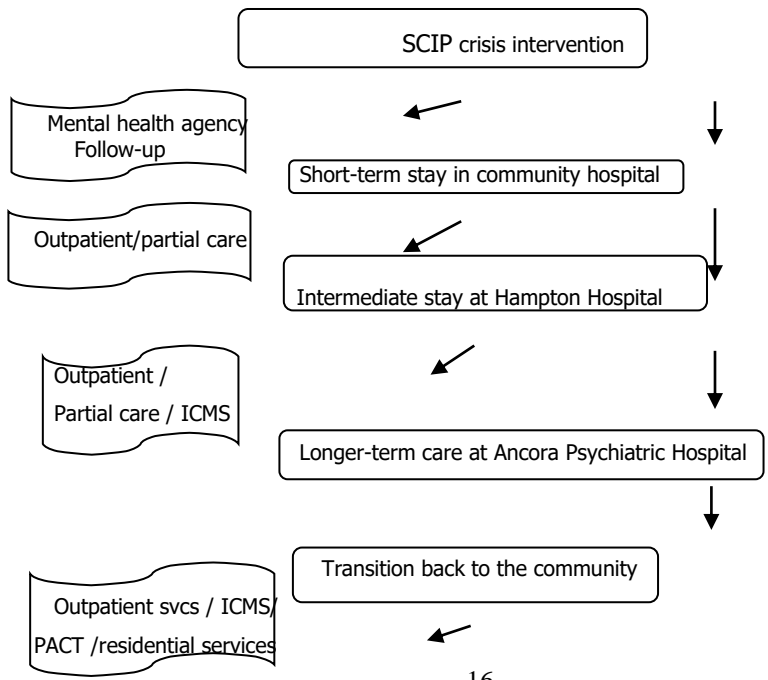 SCIP crisis intervention
Mental health agency
Follow-up
Short-term stay in community hospital
Outpatient/partial care
Intermediate stay at Hampton Hospital
Outpatient /
Partial care / ICMS
Longer-term care at Ancora Psychiatric Hospital
Transition back to the community
Outpatient svcs / ICMS/
PACT /residential services
16